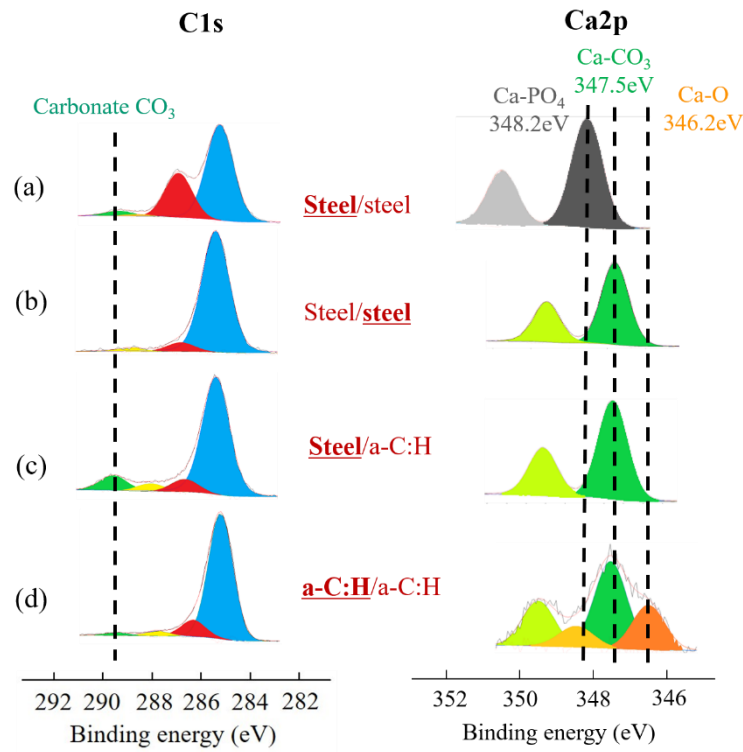 C1s
Ca2p
Ca-CO₃
347.5eV
Carbonate CO₃
Ca-PO₄
348.2eV
Ca-O
346.2eV
(a)
Steel/steel
(b)
Steel/steel
(c)
Steel/a-C:H
(d)
a-C:H/a-C:H
292 290 288 286 284 282
Binding energy (eV)
352 350 348 346
Binding energy (eV)